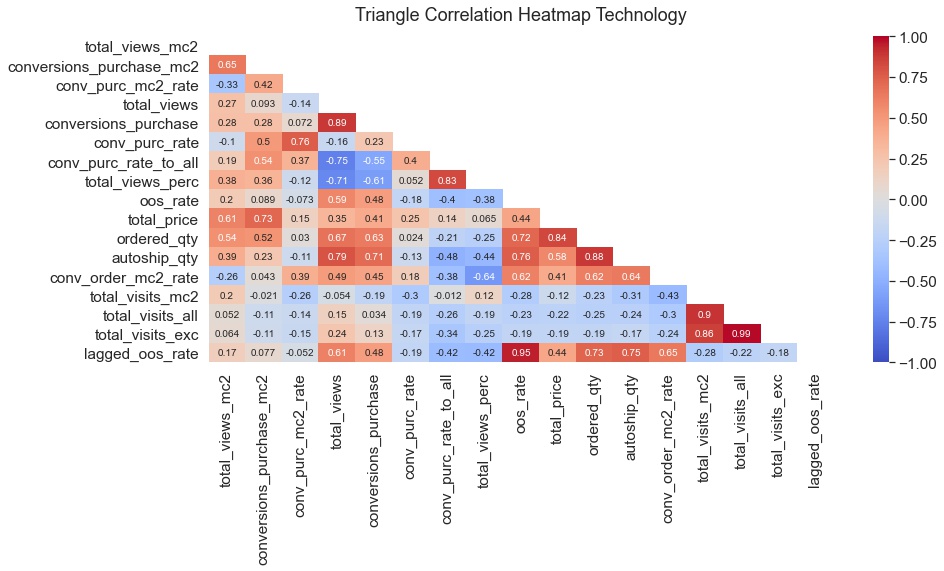 Triangle Correlation Heatmap Technology
total_views_mc2
conversions_purchase_mc2 0.65
conv_purc_mc2_rate -0.33 0.42
total_views 0.27 0.093 -0.14
conversions_purchase 0.28 0.28 0.072 0.89
conv_purc_rate -0.1 0.5 0.76 -0.16 0.23
conv_purc_rate_to_all 0.19 0.54 0.37 -0.75 -0.55 0.4
total_views_perc 0.38 0.36 -0.12 -0.71 -0.61 0.052 0.83
oos_rate 0.2 0.089 -0.073 0.59 0.48 -0.18 -0.4 -0.38
total_price 0.61 0.73 0.15 0.35 0.41 0.25 0.14 0.065 0.44
ordered_qty 0.54 0.52 0.03 0.67 0.63 0.024 -0.21 -0.25 0.72 0.84
autoship_qty 0.39 0.23 -0.11 0.79 0.71 -0.13 -0.48 -0.44 0.76 0.58 0.88
conv_order_mc2_rate -0.26 0.043 0.39 0.49 0.45 0.18 -0.38 -0.64 0.62 0.41 0.62 0.64
total_visits_mc2 0.2 -0.021 -0.26 -0.054 -0.19 -0.3 -0.012 0.12 -0.28 -0.12 -0.23 -0.31 -0.43
total_visits_all 0.052 -0.11 -0.14 0.15 0.034 -0.19 -0.26 -0.19 -0.23 -0.22 -0.25 -0.24 -0.3 0.9
total_visits_exc 0.064 -0.11 -0.15 0.24 0.13 -0.17 -0.34 -0.25 -0.19 -0.19 -0.19 -0.17 -0.24 0.86 0.99
lagged_oos_rate 0.17 0.077 -0.052 0.61 0.48 -0.19 -0.42 -0.42 0.95 0.44 0.73 0.75 0.65 -0.28 -0.22 -0.18
total_views_mc2
conversions_purchase_mc2
conv_purc_mc2_rate
total_views
conversions_purchase
conv_purc_rate
conv_purc_rate_to_all
total_views_perc
oos_rate
total_price
ordered_qty
autoship_qty
conv_order_mc2_rate
total_visits_mc2
total_visits_all
total_visits_exc
lagged_oos_rate
1.00
0.75
0.50
0.25
0.00
−0.25
−0.50
−0.75
−1.00